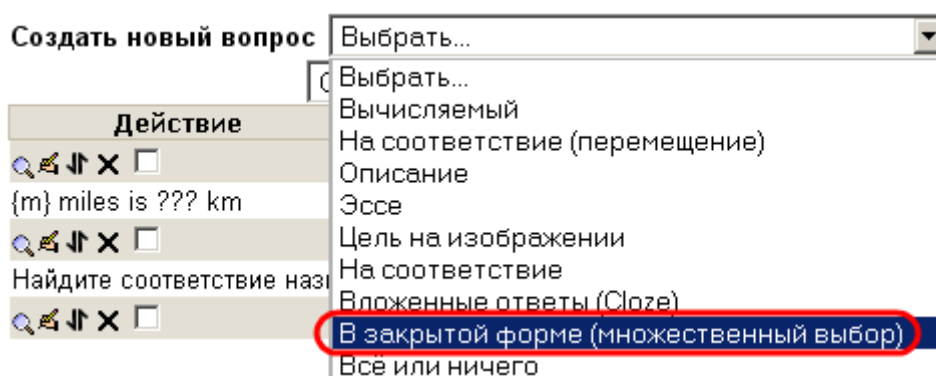 Создать новый вопрос Выбрать...
Выбрать...
Вычисляемый
Действие
На соответствие (перемещение)
Описание
{m} miles is ??? km
Эссе
Цель на изображении
Найдите соответствие
На соответствие
Вложенные ответы (Cloze)
В закрытой форме (множественный выбор)
Всё или ничего